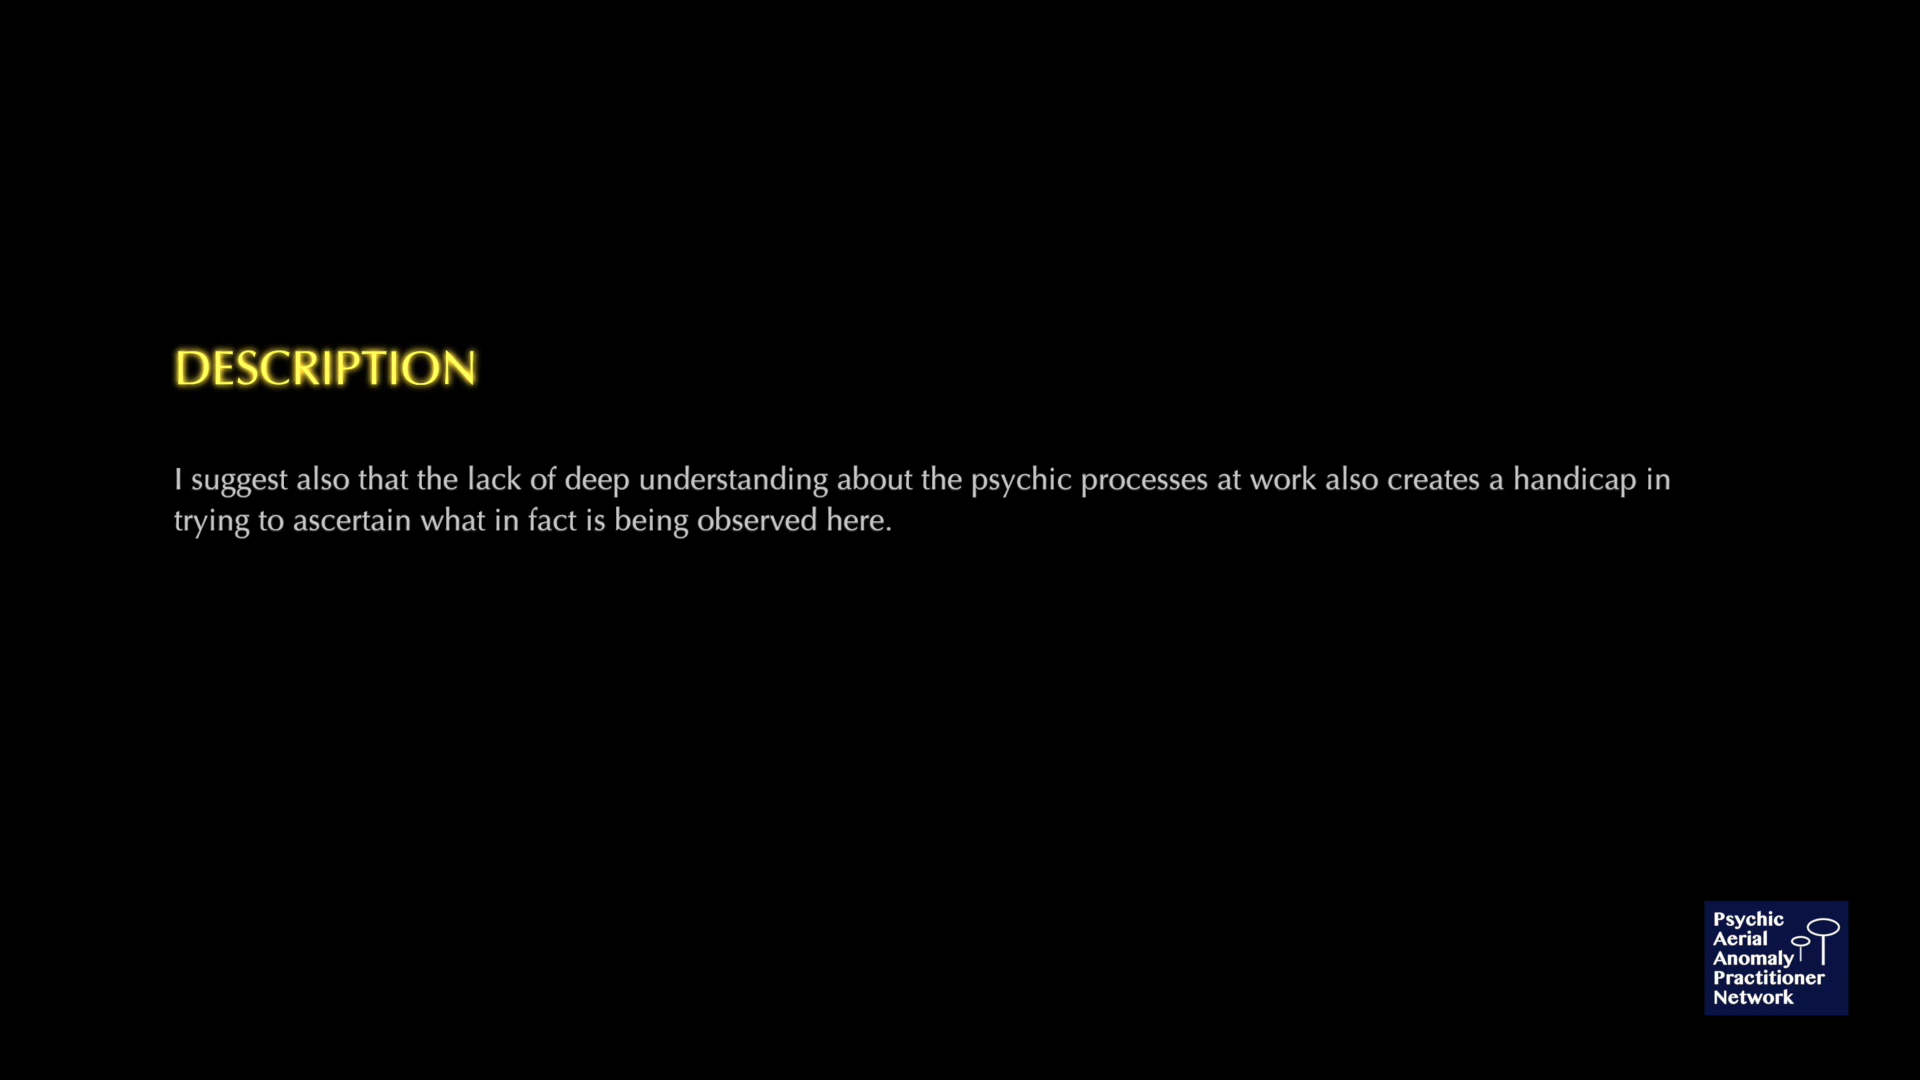 DESCRIPTION
I suggest also that the lack of deep understanding about the psychic processes at work also creates a handicap in
trying to ascertain what in fact is being observed here.
Psychic
Aerial
Anomaly
Practitioner
Network